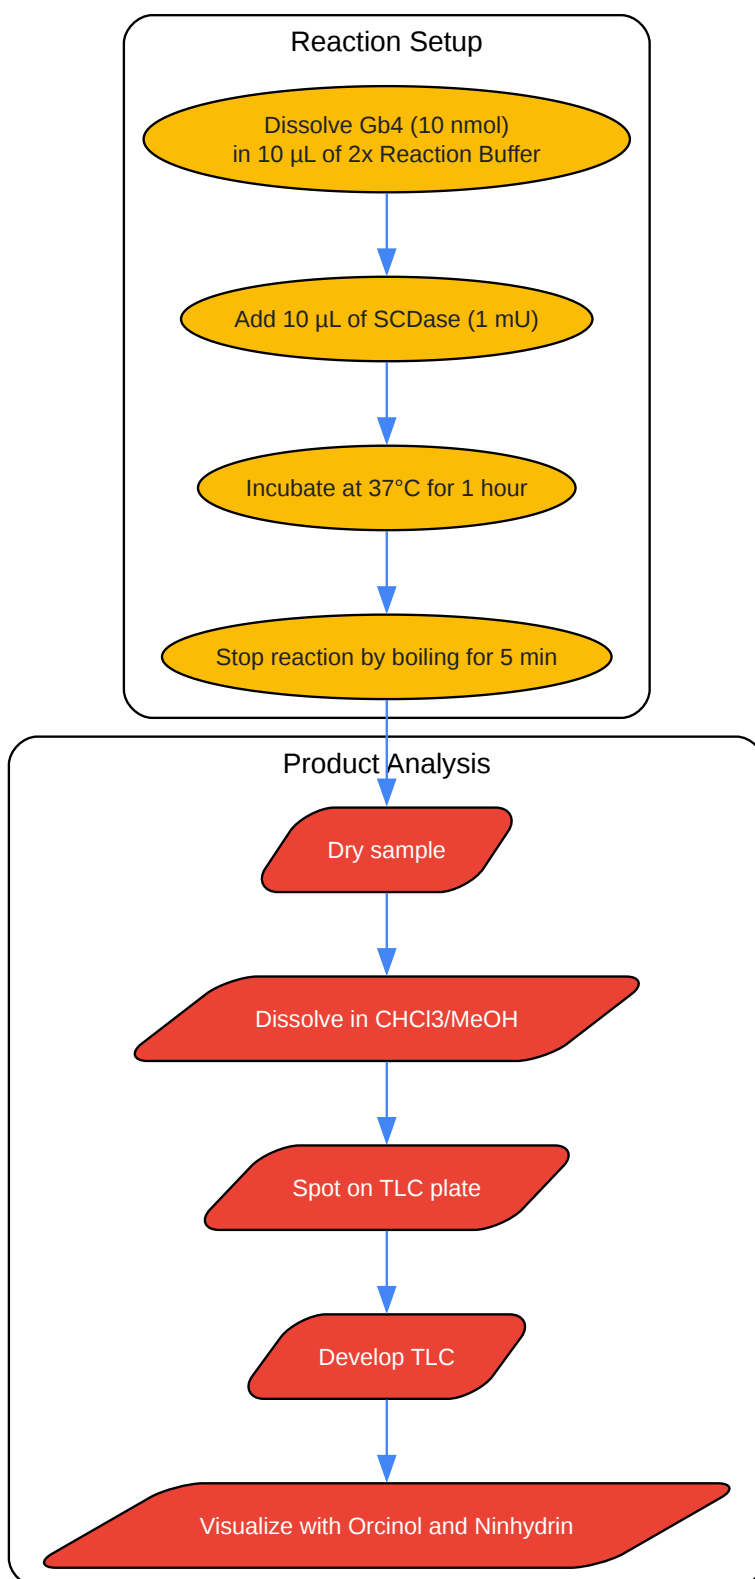 Reaction Setup
Dissolve Gb4 (10 nmol)
in 10 µL of 2x Reaction Buffer
Add 10 µL of SCDase (1 mU)
Incubate at 37°C for 1 hour
Stop reaction by boiling for 5 min
Product Analysis
Dry sample
Dissolve in CHCl3/MeOH
Spot on TLC plate
Develop TLC
Visualize with Orcinol and Ninhydrin